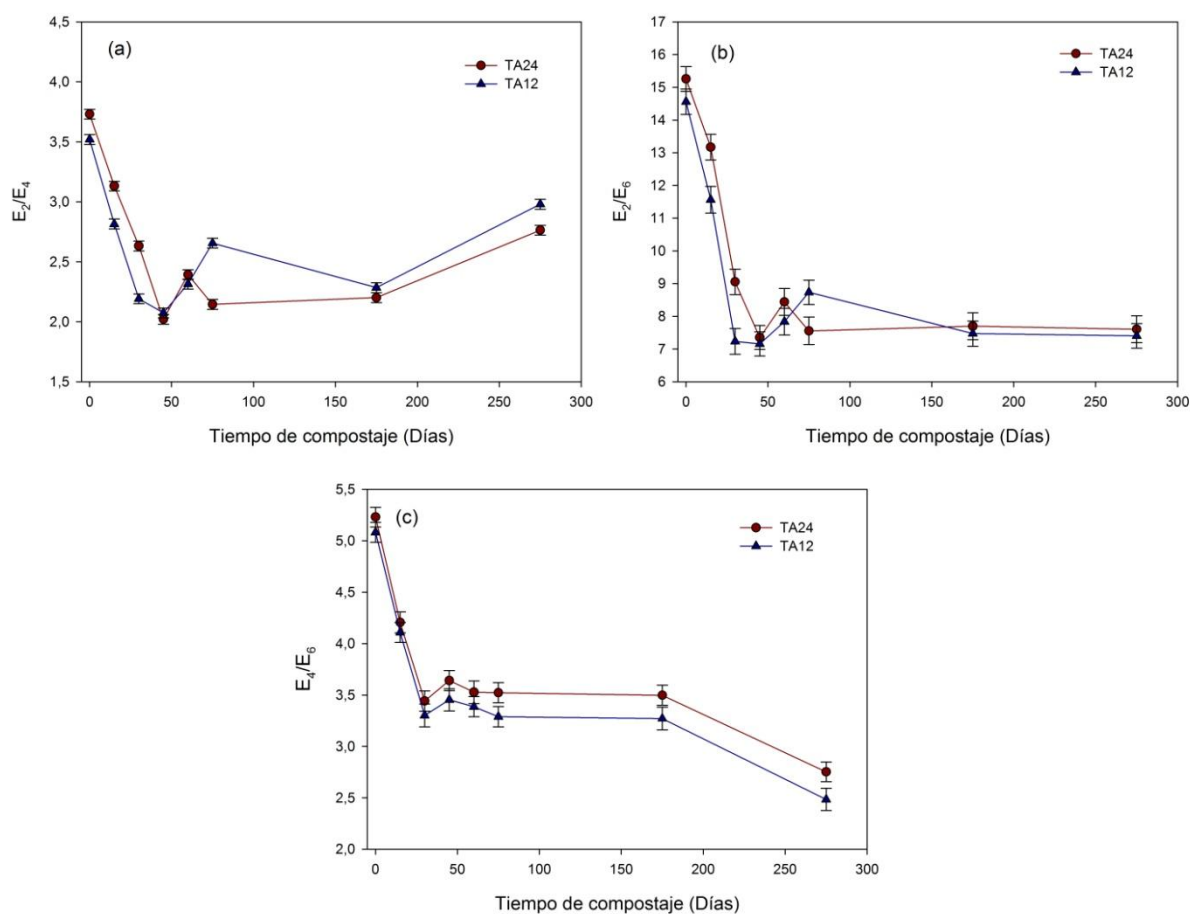 (a)
TA24
TA12
E2/E4
4,5
4,0
3,5
3,0
2,5
2,0
1,5
0 50 100 150 200 250 300
Tiempo de compostaje (Días)
(b)
TA24
TA12
E2/E6
17
16
15
14
13
12
11
10
9
8
7
6
0 50 100 150 200 250 300
Tiempo de compostaje (Días)
(c)
TA24
TA12
E4/E6
5,5
5,0
4,5
4,0
3,5
3,0
2,5
2,0
0 50 100 150 200 250 300
Tiempo de compostaje (Días)